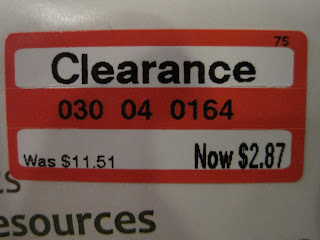 75
Clearance
030 04 0164
Was $11.51 Now $2.87
esources